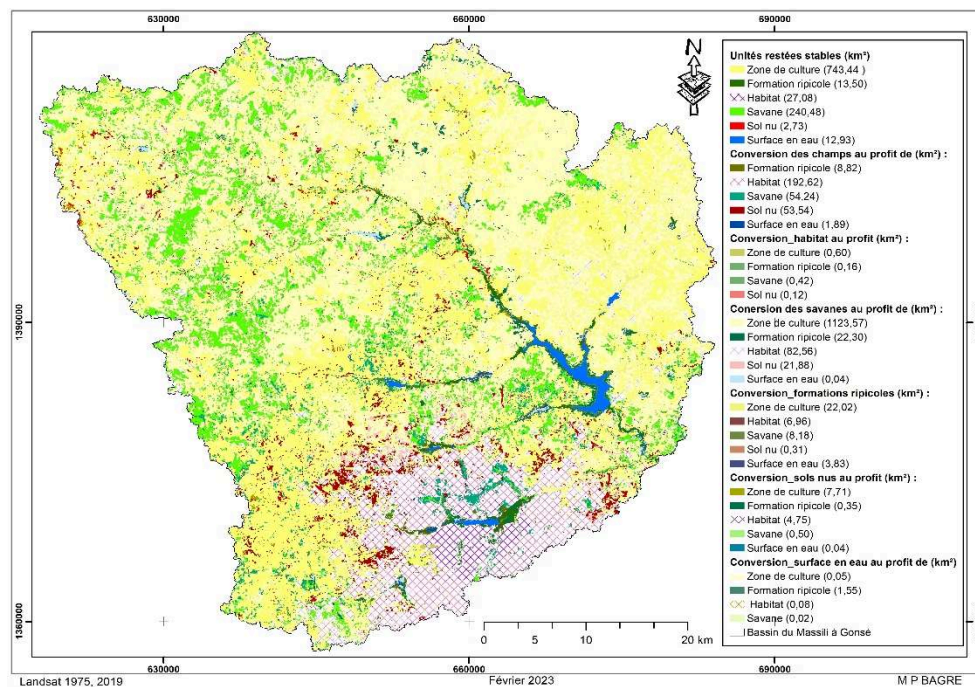 630000
660000
690000
N
Unités restées stables (km²)
Zone de culture (743,44 )
Formation ripicole (13,50)
Habitat (27,08)
Savane (240,48)
Sol nu (2,73)
Surface en eau (12,93)
Conversion des champs au profit de (km²) :
Formation ripicole (8,82)
Habitat (192,62)
Savane (54,24)
Sol nu (53,54)
Surface en eau (1,89)
Conversion_habitat au profit (km²) :
Zone de culture (0,60)
Formation ripicole (0,16)
Savane (0,42)
Sol nu (0,12)
Conersion des savanes au profit de (km²) :
Zone de culture (1123,57)
Formation ripicole (22,30)
Habitat (82,56)
Sol nu (21,88)
Surface en eau (0,04)
Conversion_formations ripicoles (km²) :
Zone de culture (22,02)
Habitat (6,96)
Savane (8,18)
Sol nu (0,31)
Surface en eau (3,83)
Conversion_sols nus au profit de (km²) :
Zone de culture (7,71)
Formation ripicole (0,35)
Habitat (4,75)
Savane (0,50)
Surface en eau (0,04)
Conversion_surface en eau au profit de (km²)
Zone de culture (0,05)
Formation ripicole (1,55)
Habitat (0,08)
Savane (0,02)
Bassin du Massili à Gonsé
1390000
1390000
1360000
1360000
0 5 10 20 km
630000
660000
690000
Landsat 1975, 2019
Février 2023
M P BAGRE